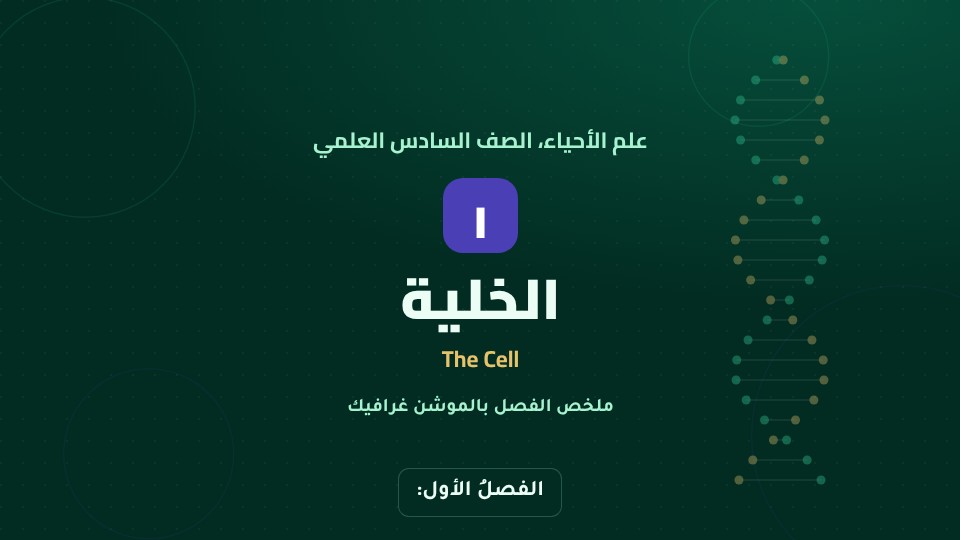 علم الأحياء، الصف السادس العلمي
١
الخلية
The Cell
ملخص الفصل بالموشن غرافيك
الفصلُ الأول: